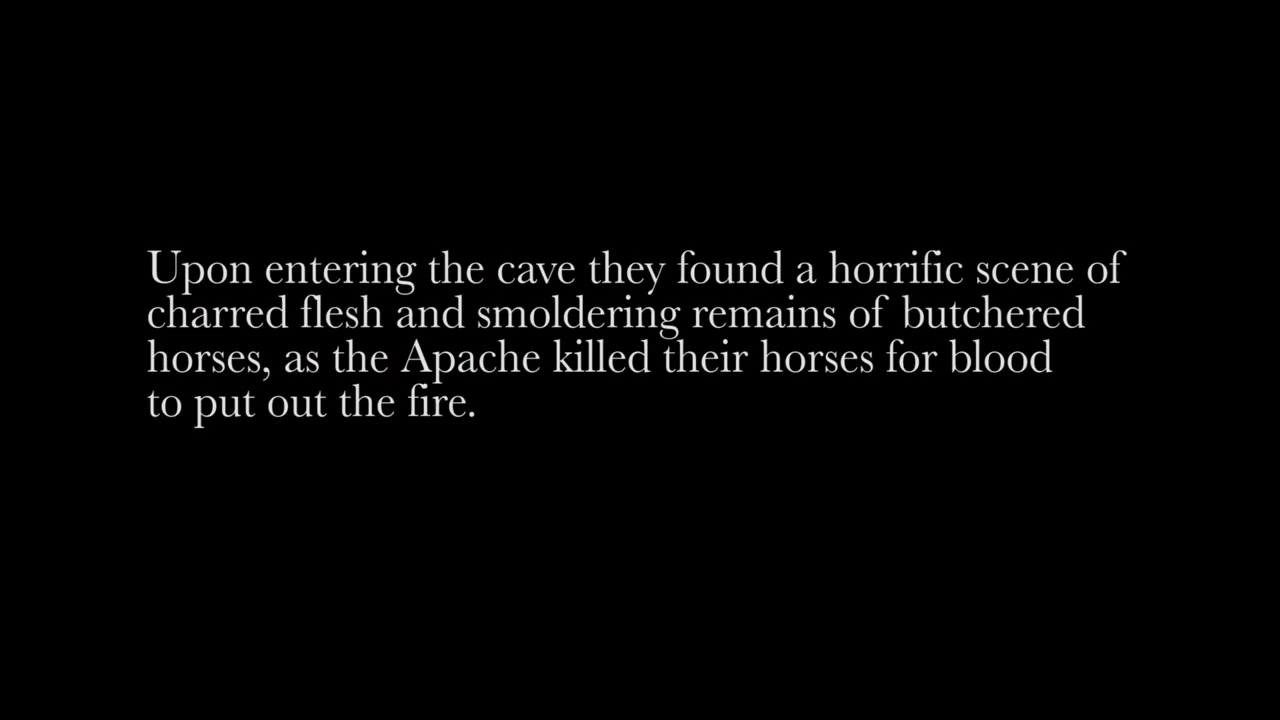 Upon entering the cave they found a horrific scene of
charred flesh and smoldering remains of butchered
horses, as the Apache killed their horses for blood
to put out the fire.